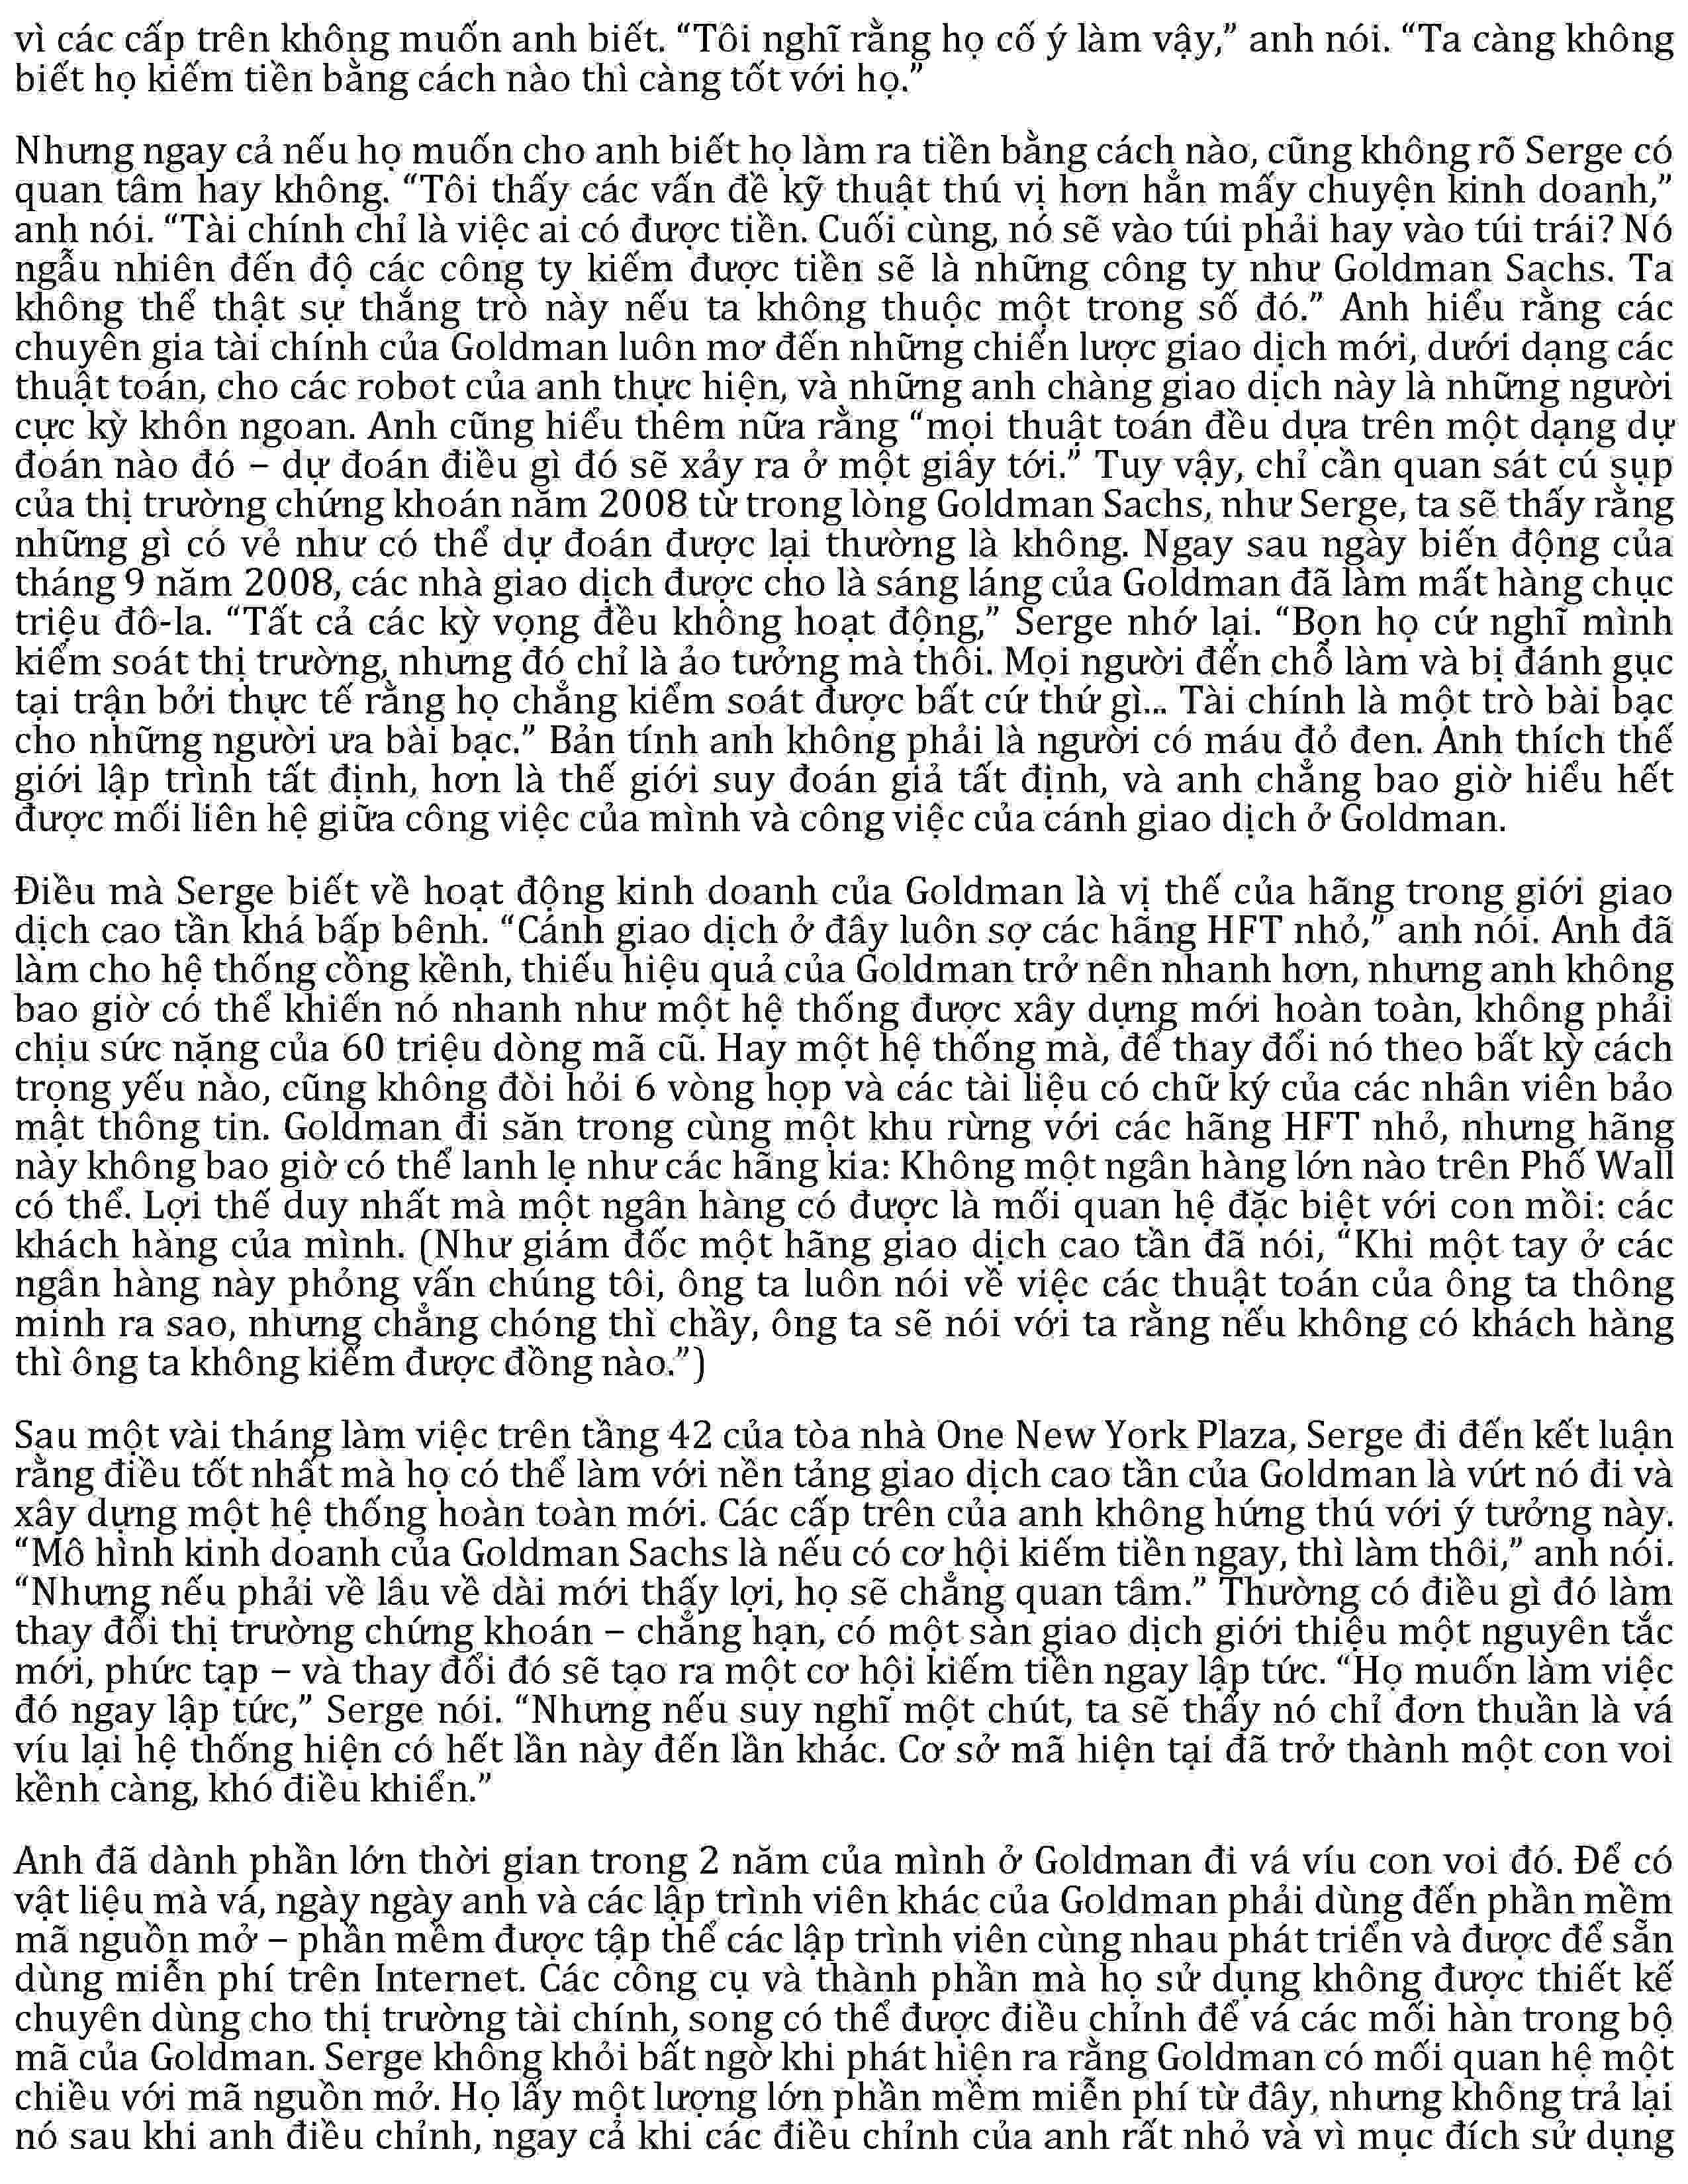 vì các cấp trên không muốn anh biết. “Tôi nghĩ rằng họ cố ý làm vậy,” anh nói. “Ta càng không
biết họ kiếm tiền bằng cách nào thì càng tốt với họ.”
Nhưng ngay cả nếu họ muốn cho anh biết họ làm ra tiền bằng cách nào, cũng không rõ Serge có
quan tâm hay không. “Tôi thấy các vấn đề kỹ thuật thú vị hơn hẳn mấy chuyện kinh doanh,”
anh nói. “Tài chính chỉ là việc ai có được tiền. Cuối cùng, nó sẽ vào túi phải hay vào túi trái? Nó
ngẫu nhiên đến độ các công ty kiếm được tiền sẽ là những công ty như Goldman Sachs. Ta
không thể thật sự thắng trò này nếu ta không thuộc một trong số đó.” Anh hiểu rằng các
chuyên gia tài chính của Goldman luôn mơ đến những chiến lược giao dịch mới, dưới dạng các
thuật toán, cho các robot của anh thực hiện, và những anh chàng giao dịch này là những người
cực kỳ khôn ngoan. Anh cũng hiểu thêm nữa rằng “mọi thuật toán đều dựa trên một dạng dự
đoán nào đó – dự đoán điều gì đó sẽ xảy ra ở một giây tới.” Tuy vậy, chỉ cần quan sát cú sụp
của thị trường chứng khoán năm 2008 từ trong lòng Goldman Sachs, như Serge, ta sẽ thấy rằng
những gì có vẻ như có thể dự đoán được lại thường là không. Ngay sau ngày biến động của
tháng 9 năm 2008, các nhà giao dịch được cho là sáng láng của Goldman đã làm mất hàng chục
triệu đô-la. “Tất cả các kỳ vọng đều không hoạt động,” Serge nhớ lại. “Bọn họ cứ nghĩ mình
kiểm soát thị trường, nhưng đó chỉ là ảo tưởng mà thôi. Mọi người đến chỗ làm và bị đánh gục
tại trận bởi thực tế rằng họ chẳng kiểm soát được bất cứ thứ gì... Tài chính là một trò bài bạc
cho những người ưa bài bạc.” Bản tính anh không phải là người có máu đỏ đen. Anh thích thế
giới lập trình tất định, hơn là thế giới suy đoán giả tất định, và anh chẳng bao giờ hiểu hết
được mối liên hệ giữa công việc của mình và công việc của cánh giao dịch ở Goldman.
Điều mà Serge biết về hoạt động kinh doanh của Goldman là vị thế của hãng trong giới giao
dịch cao tần khá bấp bênh. “Cánh giao dịch ở đây luôn sợ các hãng HFT nhỏ,” anh nói. Anh đã
làm cho hệ thống cồng kềnh, thiếu hiệu quả của Goldman trở nên nhanh hơn, nhưng anh không
bao giờ có thể khiến nó nhanh như một hệ thống được xây dựng mới hoàn toàn, không phải
chịu sức nặng của 60 triệu dòng mã cũ. Hay một hệ thống mà, để thay đổi nó theo bất kỳ cách
trọng yếu nào, cũng không đòi hỏi 6 vòng họp và các tài liệu có chữ ký của các nhân viên bảo
mật thông tin. Goldman đi săn trong cùng một khu rừng với các hãng HFT nhỏ, nhưng hãng
này không bao giờ có thể lanh lẹ như các hãng kia: Không một ngân hàng lớn nào trên Phố Wall
có thể. Lợi thế duy nhất mà một ngân hàng có được là mối quan hệ đặc biệt với con mồi: các
khách hàng của mình. (Như giám đốc một hãng giao dịch cao tần đã nói, “Khi một tay ở các
ngân hàng này phỏng vấn chúng tôi, ông ta luôn nói về việc các thuật toán của ông ta thông
minh ra sao, nhưng chẳng chóng thì chầy, ông ta sẽ nói với ta rằng nếu không có khách hàng
thì ông ta không kiếm được đồng nào.”)
Sau một vài tháng làm việc trên tầng 42 của tòa nhà One New York Plaza, Serge đi đến kết luận
rằng điều tốt nhất mà họ có thể làm với nền tảng giao dịch cao tần của Goldman là vứt nó đi và
xây dựng một hệ thống hoàn toàn mới. Các cấp trên của anh không hứng thú với ý tưởng này.
“Mô hình kinh doanh của Goldman Sachs là nếu có cơ hội kiếm tiền ngay, thì làm thôi,” anh nói.
“Nhưng nếu phải về lâu về dài mới thấy lợi, họ sẽ chẳng quan tâm.” Thường có điều gì đó làm
thay đổi thị trường chứng khoán – chẳng hạn, có một sàn giao dịch giới thiệu một nguyên tắc
mới, phức tạp – và thay đổi đó sẽ tạo ra một cơ hội kiếm tiền ngay lập tức. “Họ muốn làm việc
đó ngay lập tức,” Serge nói. “Nhưng nếu suy nghĩ một chút, ta sẽ thấy nó chỉ đơn thuần là vá
víu lại hệ thống hiện có hết lần này đến lần khác. Cơ sở mã hiện tại đã trở thành một con voi
kềnh càng, khó điều khiển.”
Anh đã dành phần lớn thời gian trong 2 năm của mình ở Goldman đi vá víu con voi đó. Để có
vật liệu mà vá, ngày ngày anh và các lập trình viên khác của Goldman phải dùng đến phần mềm
mã nguồn mở – phần mềm được tập thể các lập trình viên cùng nhau phát triển và được để sẵn
dùng miễn phí trên Internet. Các công cụ và thành phần mà họ sử dụng không được thiết kế
chuyên dùng cho thị trường tài chính, song có thể được điều chỉnh để vá các mối hàn trong bộ
mã của Goldman. Serge không khỏi bất ngờ khi phát hiện ra rằng Goldman có mối quan hệ một
chiều với mã nguồn mở. Họ lấy một lượng lớn phần mềm miễn phí từ đây, nhưng không trả lại
nó sau khi anh điều chỉnh, ngay cả khi các điều chỉnh của anh rất nhỏ và vì mục đích sử dụng